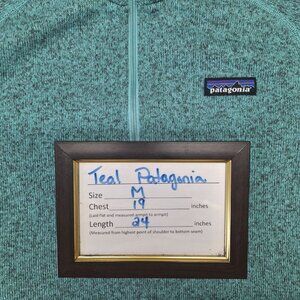 patagonia
Teal Patagonia
Size M
Chest 19 inches
(Laid flat and measured armpit to armpit)
Length 24 inches
(Measured from highest point of shoulder to bottom seam)